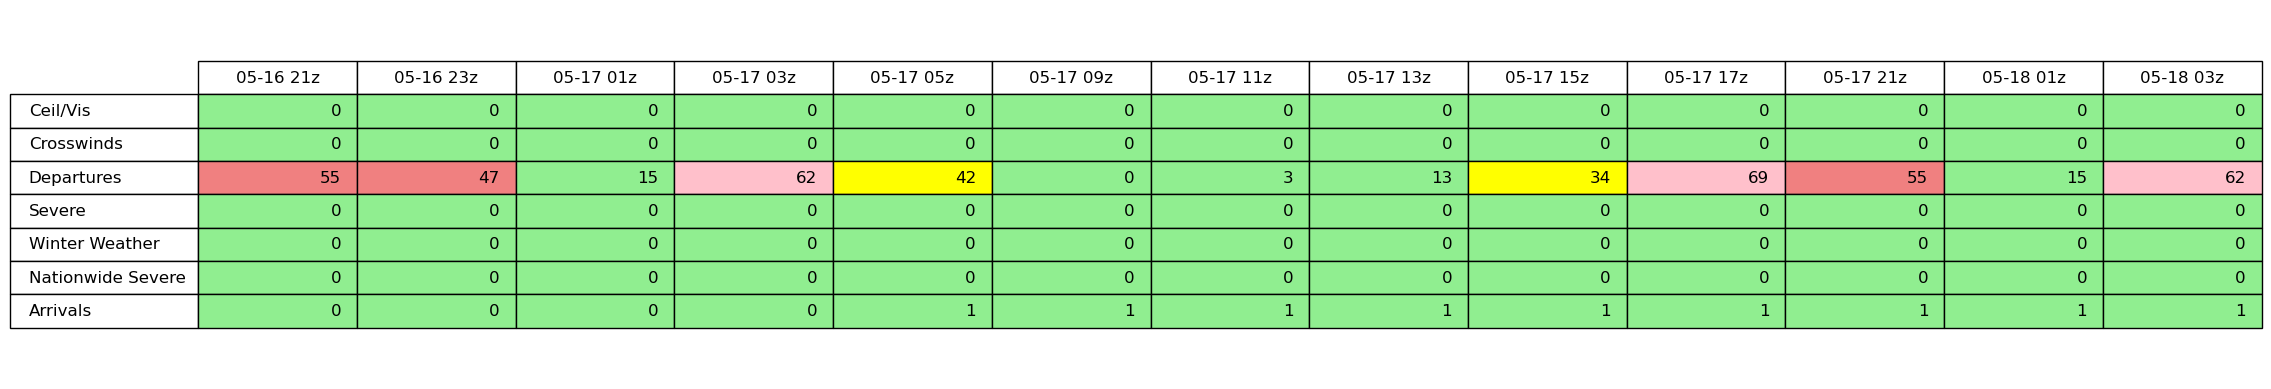 05-16 21z 05-16 23z 05-17 01z 05-17 03z 05-17 05z 05-17 09z 05-17 11z 05-17 13z 05-17 15z 05-17 17z 05-17 21z 05-18 01z 05-18 03z
Ceil/Vis 0 0 0 0 0 0 0 0 0 0 0 0 0
Crosswinds 0 0 0 0 0 0 0 0 0 0 0 0 0
Departures 55 47 15 62 42 0 3 13 34 69 55 15 62
Severe 0 0 0 0 0 0 0 0 0 0 0 0 0
Winter Weather 0 0 0 0 0 0 0 0 0 0 0 0 0
Nationwide Severe 0 0 0 0 0 0 0 0 0 0 0 0 0
Arrivals 0 0 0 0 1 1 1 1 1 1 1 1 1